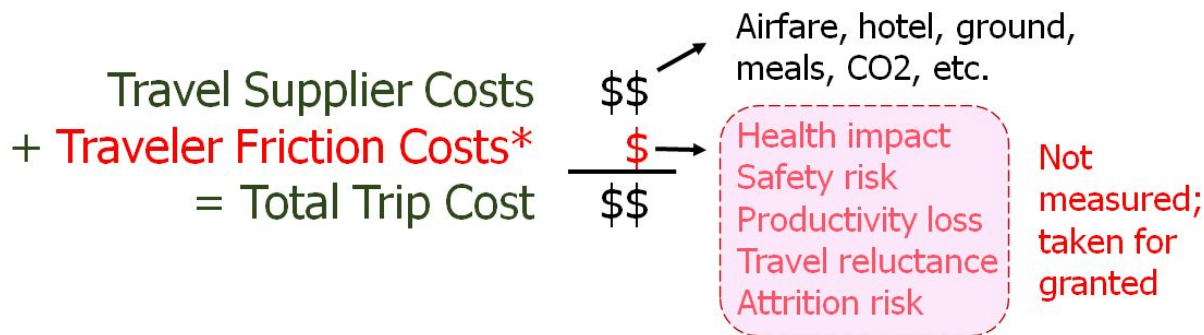 Airfare, hotel, ground,
meals, CO2, etc.
Travel Supplier Costs $$
+ Traveler Friction Costs* $
= Total Trip Cost $$
Health impact
Safety risk
Productivity loss
Travel reluctance
Attrition risk
Not
measured;
taken for
granted